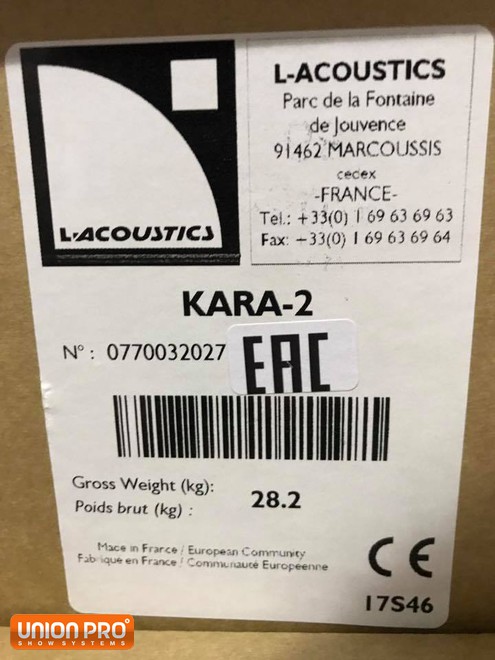 L-ACOUSTICS
L-ACOUSTICS
Parc de la Fontaine
de Jouvence
91462 MARCOUSSIS
cedex
-FRANCE-
Tel.: +33(0) 1 69 63 69 63
Fax: +33(0) 1 69 63 69 64
KARA-2
N° : 0770032027
EAC
Gross Weight (kg):
Poids brut (kg) :
28.2
Made in France / European Community
Fabriqué en France / Communauté Européenne
CE
17S46
UNION PRO
SHOW SYSTEMS